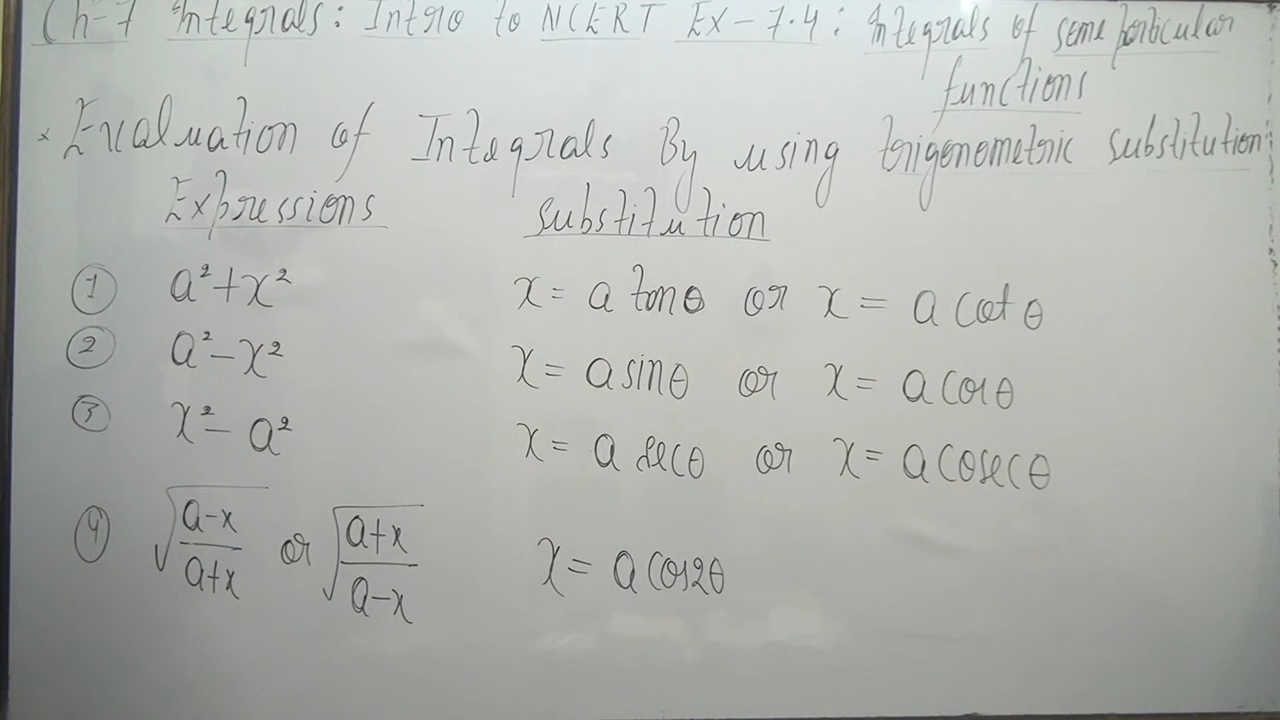 Ch-7 Integrals: Intro to NCERT EX-7.4: Integrals of some particular
functions
* Evaluation of Integrals By using trigonometric substitution:
Expressions substitution
① a²+x² x = a tanθ or x = a cotθ
② a²-x² x = a sinθ or x = a cosθ
③ x²-a² x = a secθ or x = a cosecθ
④ √((a-x)/(a+x)) or √((a+x)/(a-x)) x = a cos2θ